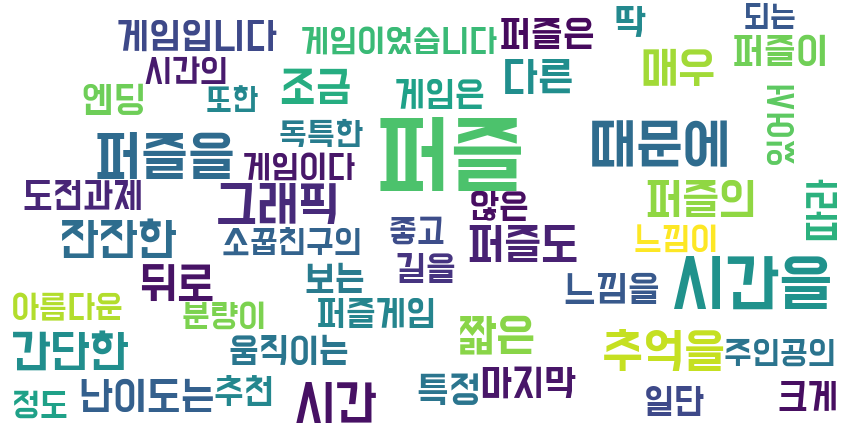 게임입니다
게임이었습니다
퍼즐은
딱
되는
시간의
조금
게임은
다른
매우
퍼즐이
엔딩
또한
퍼즐을
독특한
퍼즐
때문에
좋은
게임이다
도전과제
그래픽
않은
퍼즐의
잔잔한
소꿉친구의
좋고
퍼즐도
느낌이
뒤로
보는
길을
느낌을
시간을
아름다운
분량이
퍼즐게임
짧은
간단한
움직이는
추억을
주인공의
정도
난이도는
추천
시간
특정
마지막
일단
크게